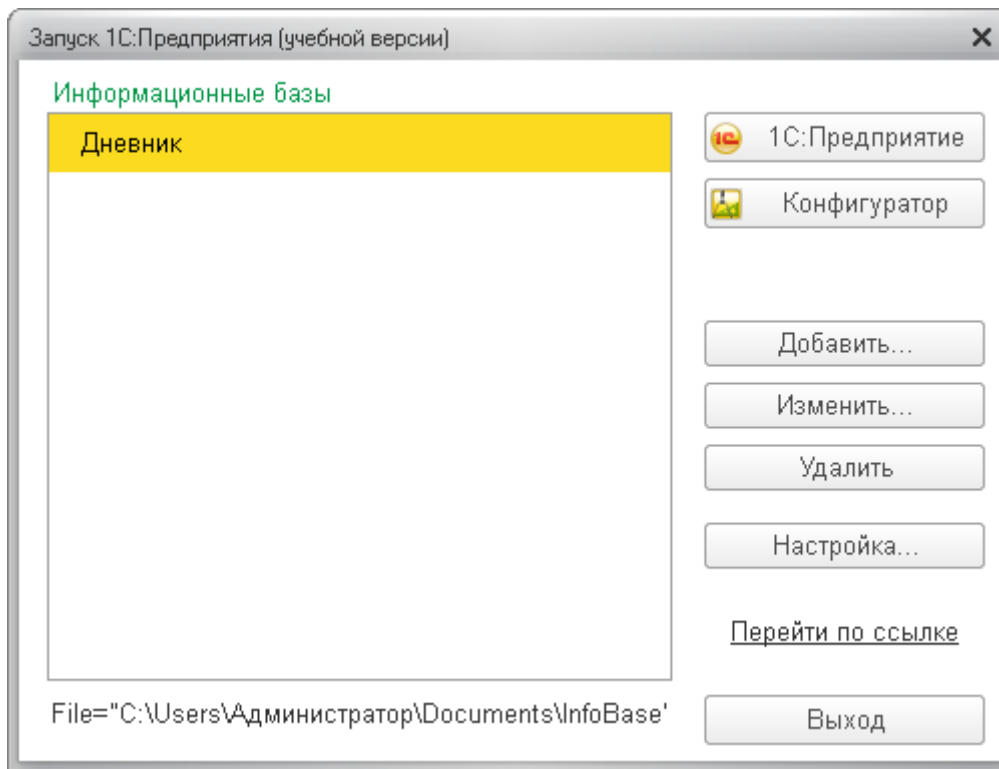 Запуск 1С:Предприятия (учебной версии)
Информационные базы
Дневник
1С:Предприятие
Конфигуратор
Добавить...
Изменить...
Удалить
Настройка...
Перейти по ссылке
File="C:\Users\Администратор\Documents\InfoBase'
Выход